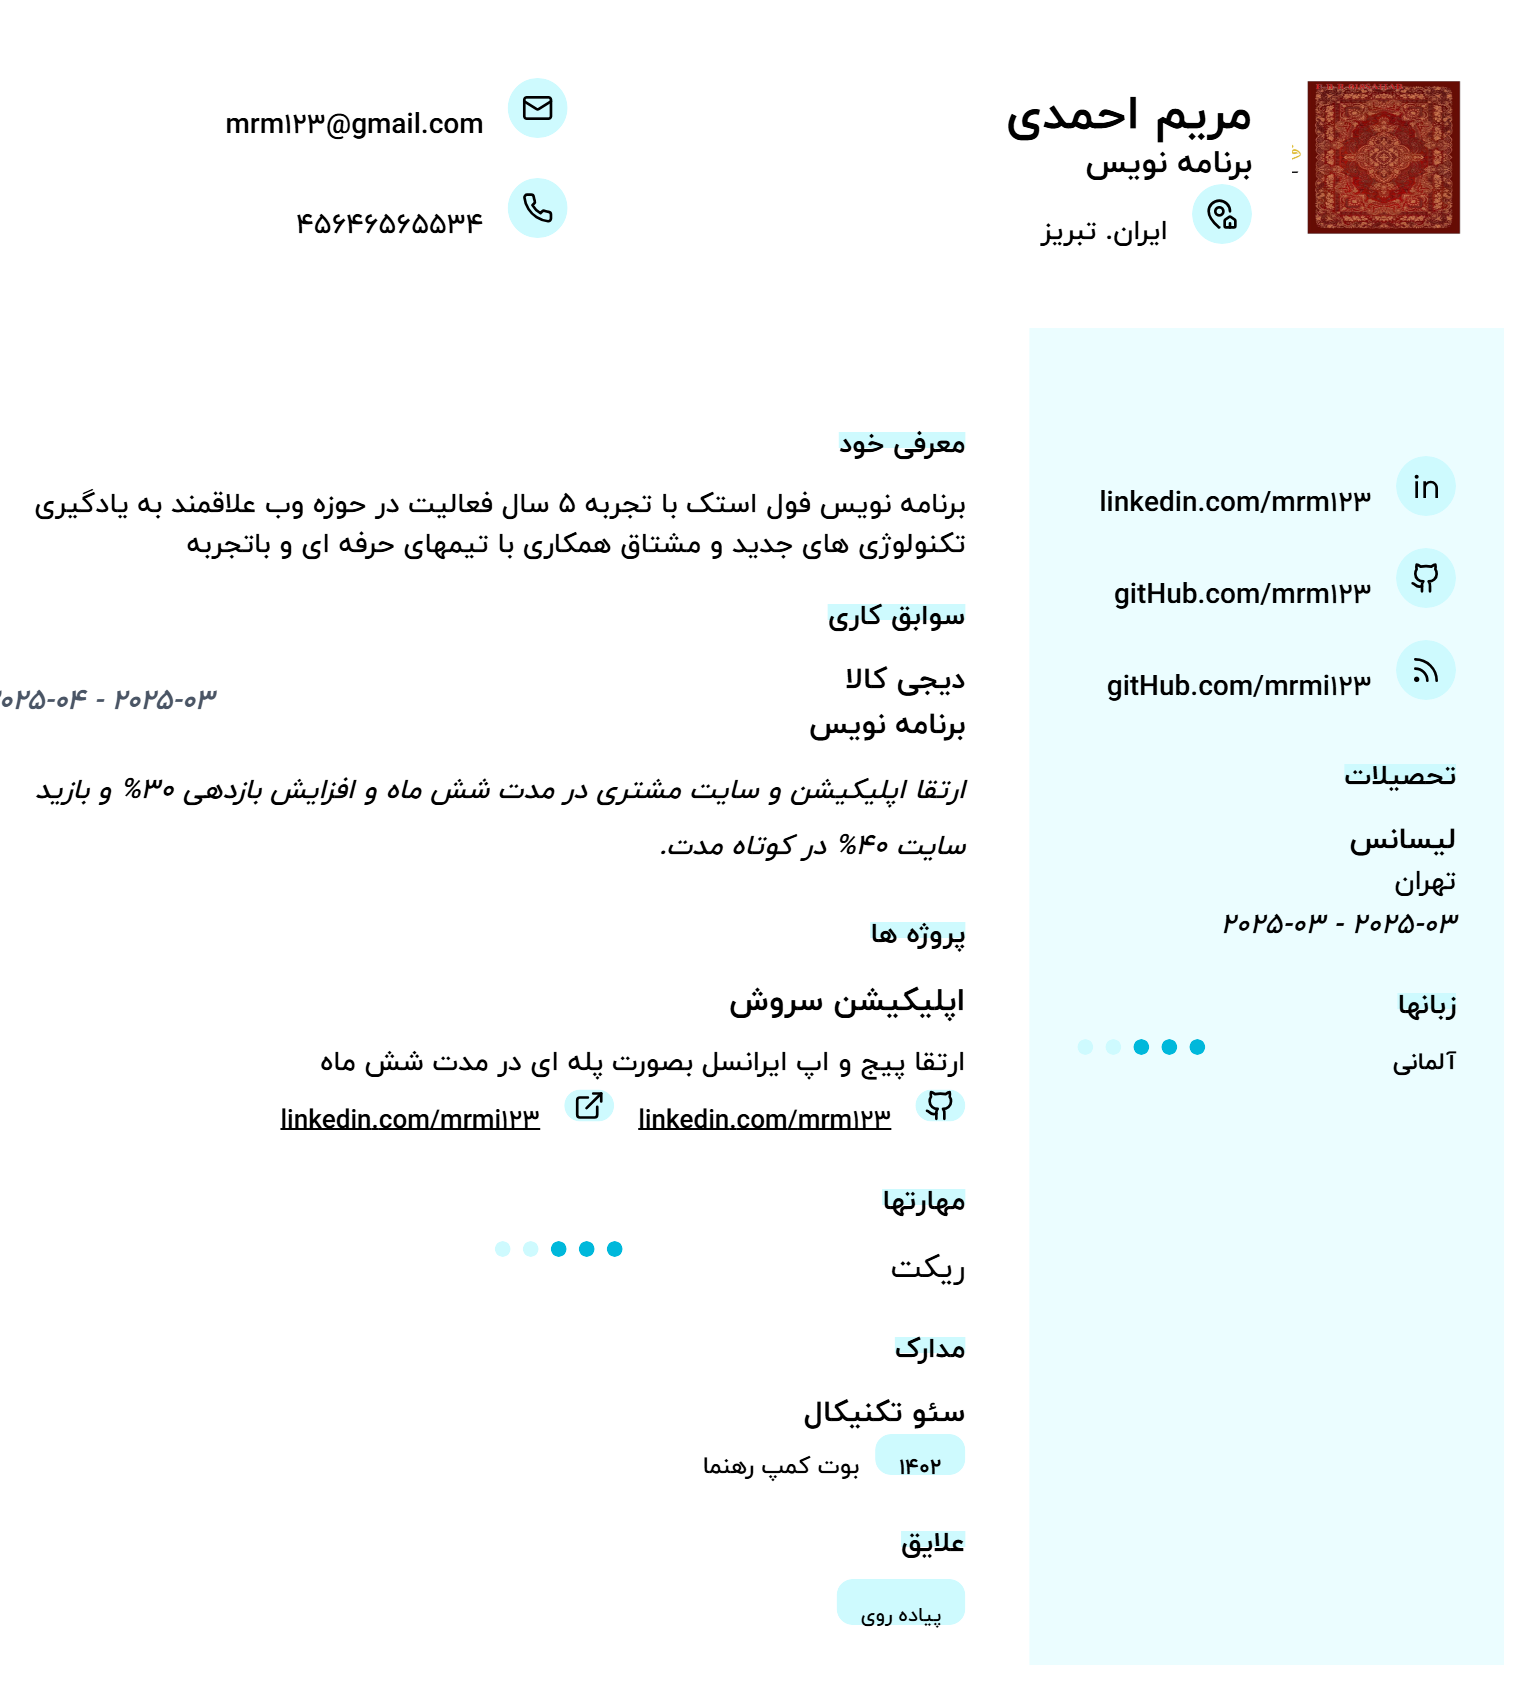 مریم احمدی
برنامه نویس
ایران. تبریز
mrm۱۲۳@gmail.com
۴۵۶۴۶۵۶۵۵۳۴
linkedin.com/mrm۱۲۳
gitHub.com/mrm۱۲۳
gitHub.com/mrmi۱۲۳
تحصیلات
لیسانس
تهران
۲۰۲۵-۰۳ - ۲۰۲۵-۰۳
زبانها
آلمانی
معرفی خود
برنامه نویس فول استک با تجربه ۵ سال فعالیت در حوزه وب علاقمند به یادگیری
تکنولوژی های جدید و مشتاق همکاری با تیمهای حرفه ای و باتجربه
سوابق کاری
دیجی کالا
۲۰۲۵-۰۳ - ۲۰۲۵-۰۴
برنامه نویس
ارتقا اپلیکیشن و سایت مشتری در مدت شش ماه و افزایش بازدهی ۳۰% و بازید
سایت ۴۰% در کوتاه مدت.
پروژه ها
اپلیکیشن سروش
ارتقا پیج و اپ ایرانسل بصورت پله ای در مدت شش ماه
linkedin.com/mrm۱۲۳ linkedin.com/mrmi۱۲۳
مهارتها
ریکت
مدارک
سئو تکنیکال
۱۴۰۲ بوت کمپ رهنما
علایق
پیاده روی